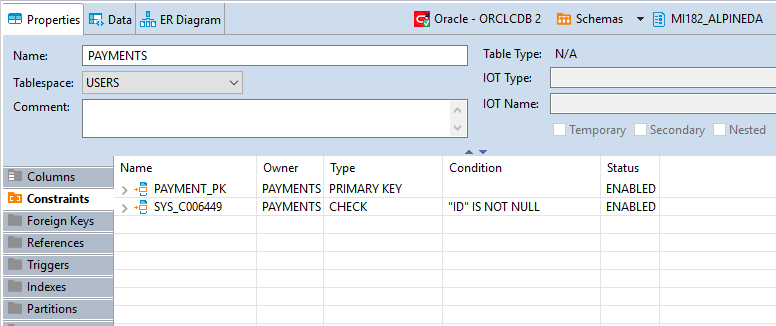 Properties Data ER Diagram Oracle - ORCLCDB 2 Schemas MI182_ALPINEDA
Name: PAYMENTS Table Type: N/A
Tablespace: USERS IOT Type:
Comment: IOT Name:
Temporary Secondary Nested
Columns Name Owner Type Condition Status
Constraints PAYMENT_PK PAYMENTS PRIMARY KEY ENABLED
Foreign Keys SYS_C006449 PAYMENTS CHECK "ID" IS NOT NULL ENABLED
References
Triggers
Indexes
Partitions